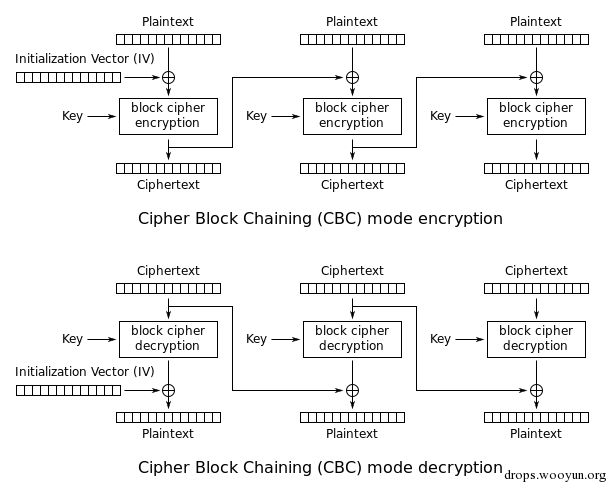 Plaintext Plaintext Plaintext
Initialization Vector (IV)
Key block cipher encryption Key block cipher encryption Key block cipher encryption
Ciphertext Ciphertext Ciphertext
Cipher Block Chaining (CBC) mode encryption
Ciphertext Ciphertext Ciphertext
Key block cipher decryption Key block cipher decryption Key block cipher decryption
Initialization Vector (IV)
Plaintext Plaintext Plaintext
Cipher Block Chaining (CBC) mode decryption
drops.wooyun.org